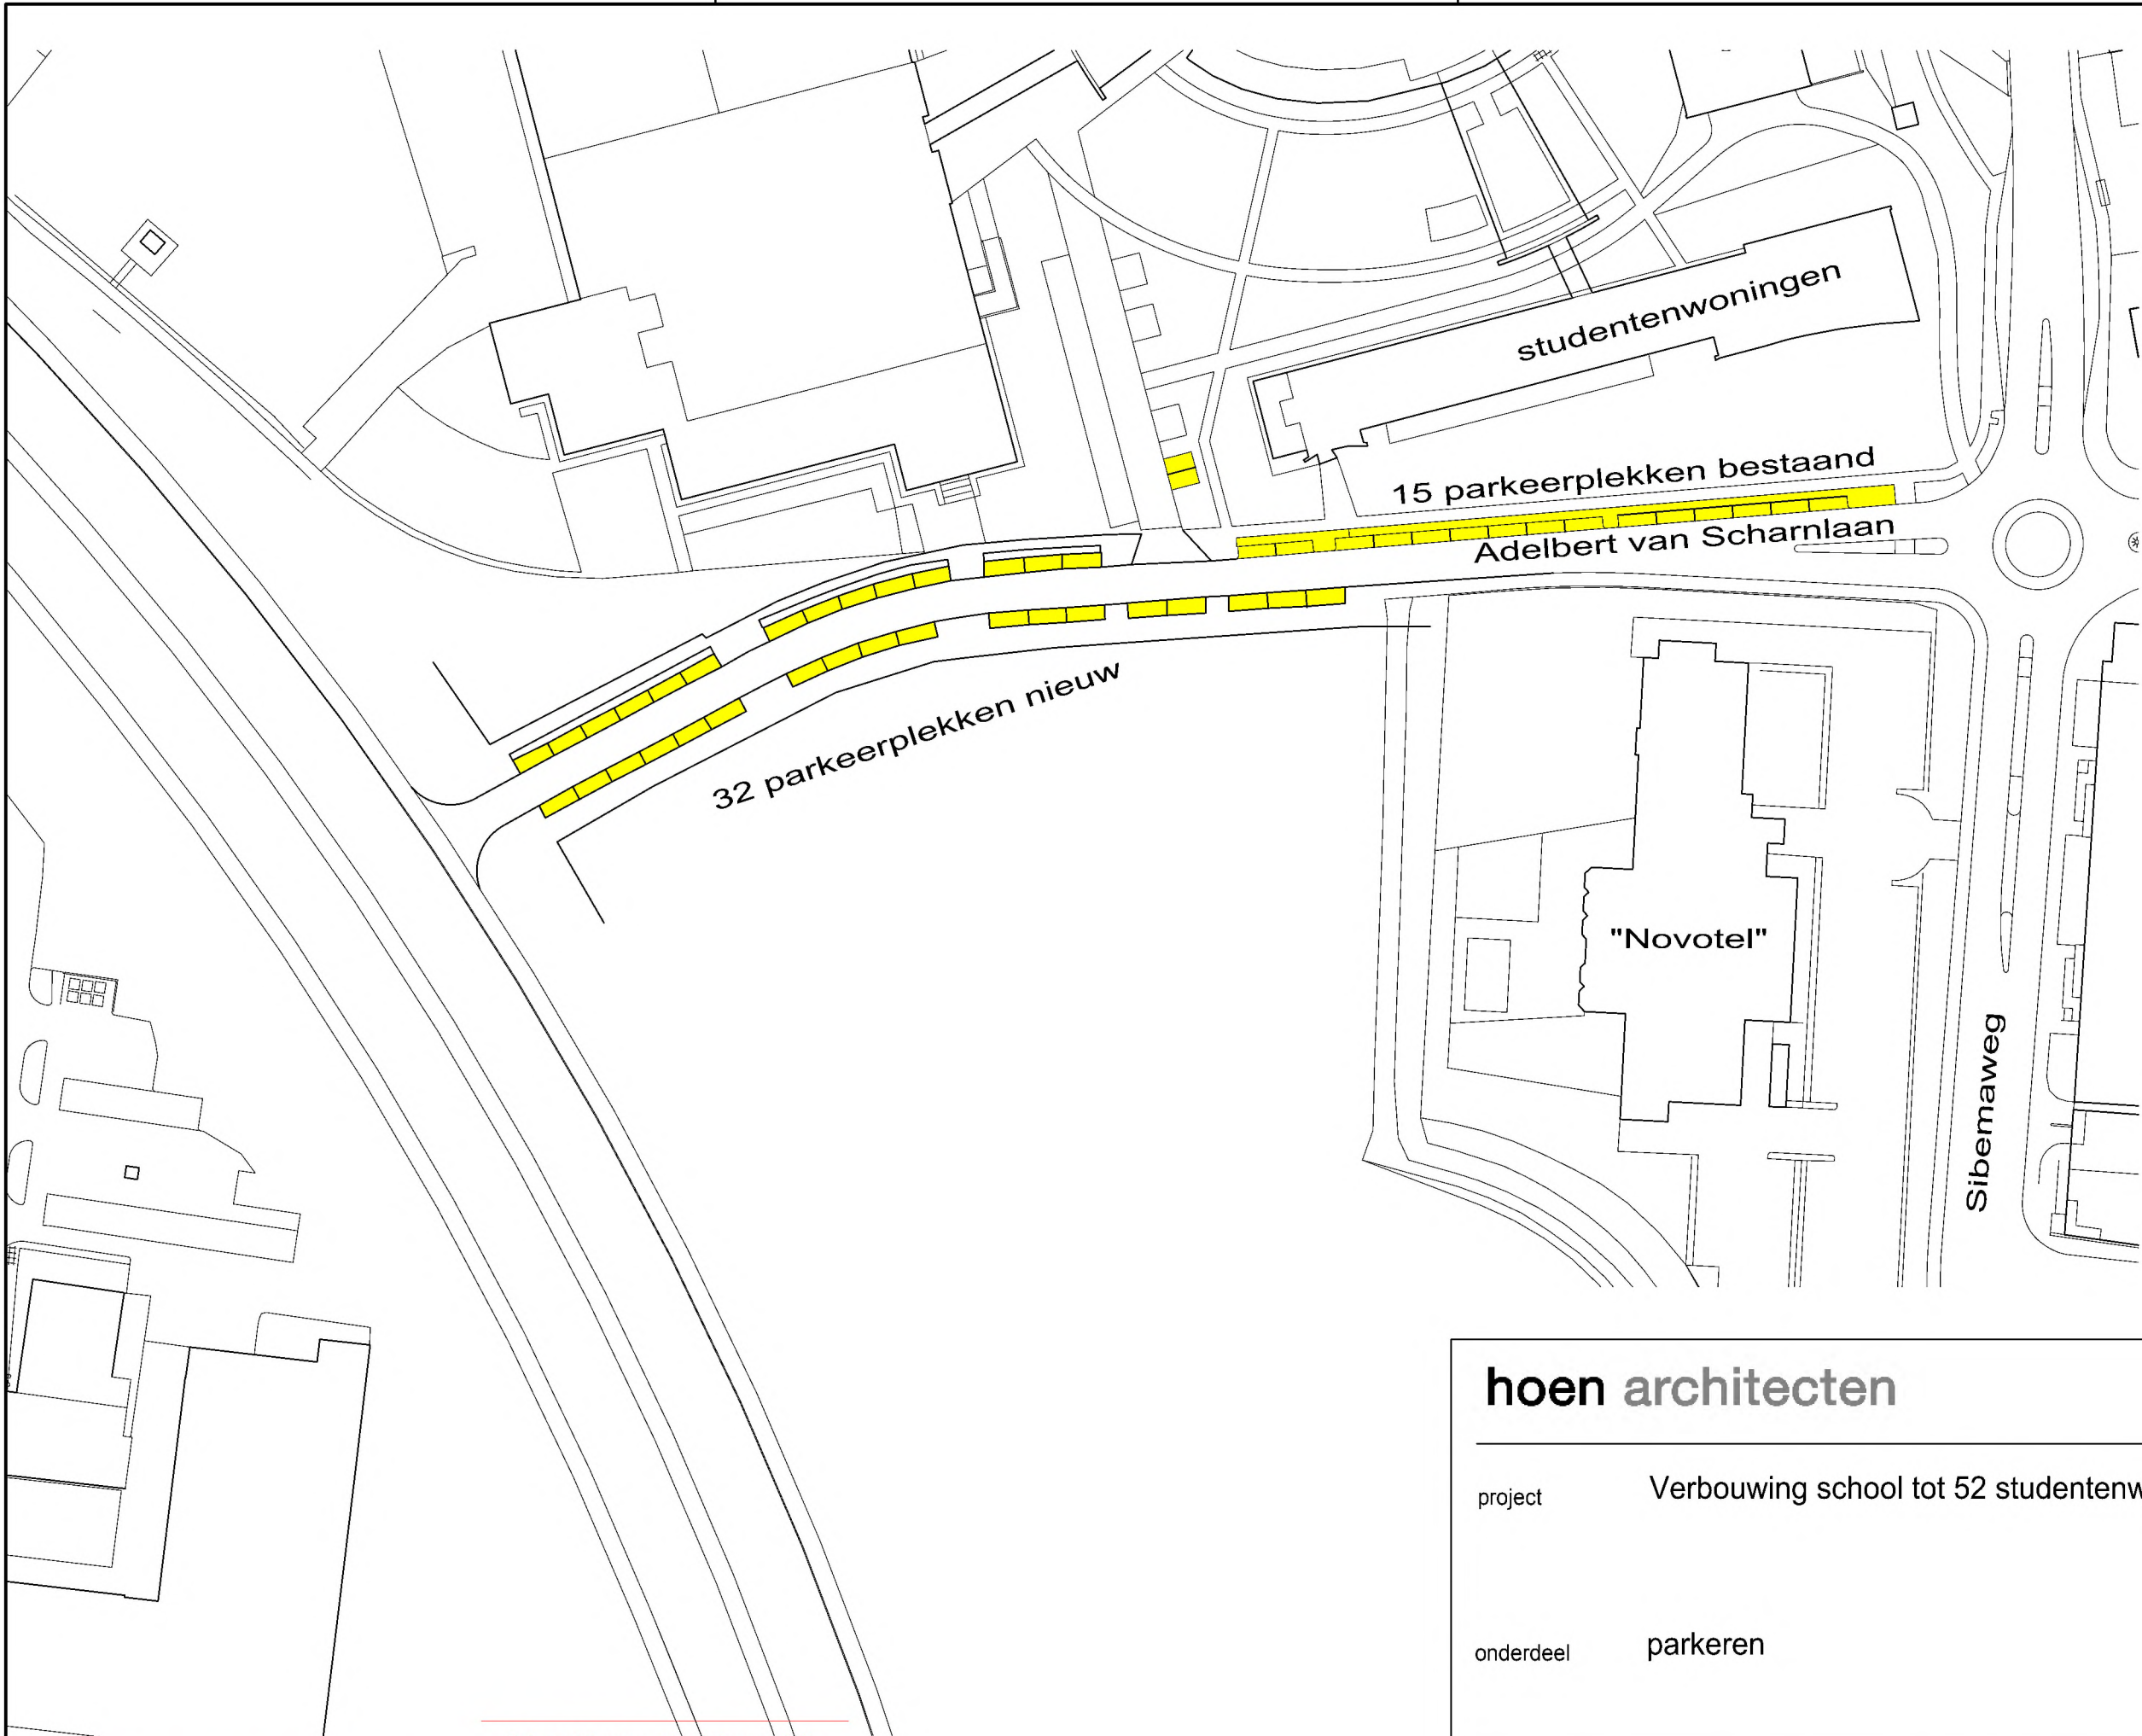 studentenwoningen
15 parkeerplekken bestaand
Adelbert van Scharnlaan
32 parkeerplekken nieuw
"Novotel"
Sibemaweg
hoen architecten
project Verbouwing school tot 52 studentenw
onderdeel parkeren